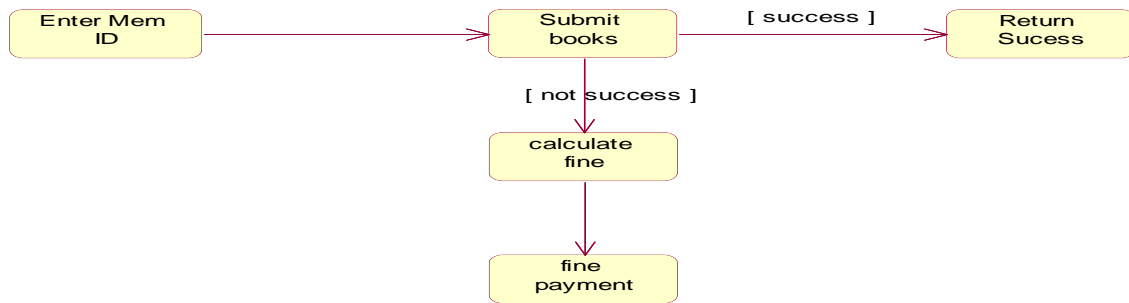 Enter Mem
ID
Submit
books
[ success ]
Return
Sucess
[ not success ]
calculate
fine
fine
payment